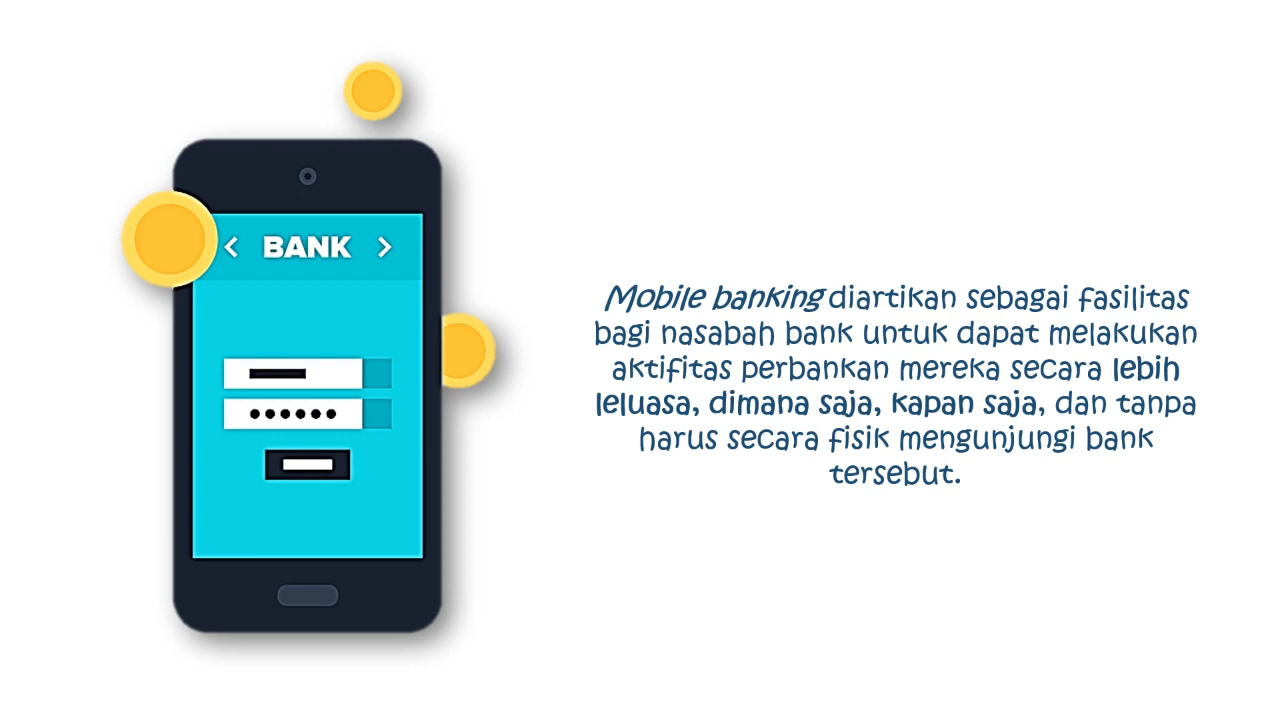 < BANK >
Mobile banking diartikan sebagai fasilitas
bagi nasabah bank untuk dapat melakukan
aktifitas perbankan mereka secara lebih
leluasa, dimana saja, kapan saja, dan tanpa
harus secara fisik mengunjungi bank
tersebut.